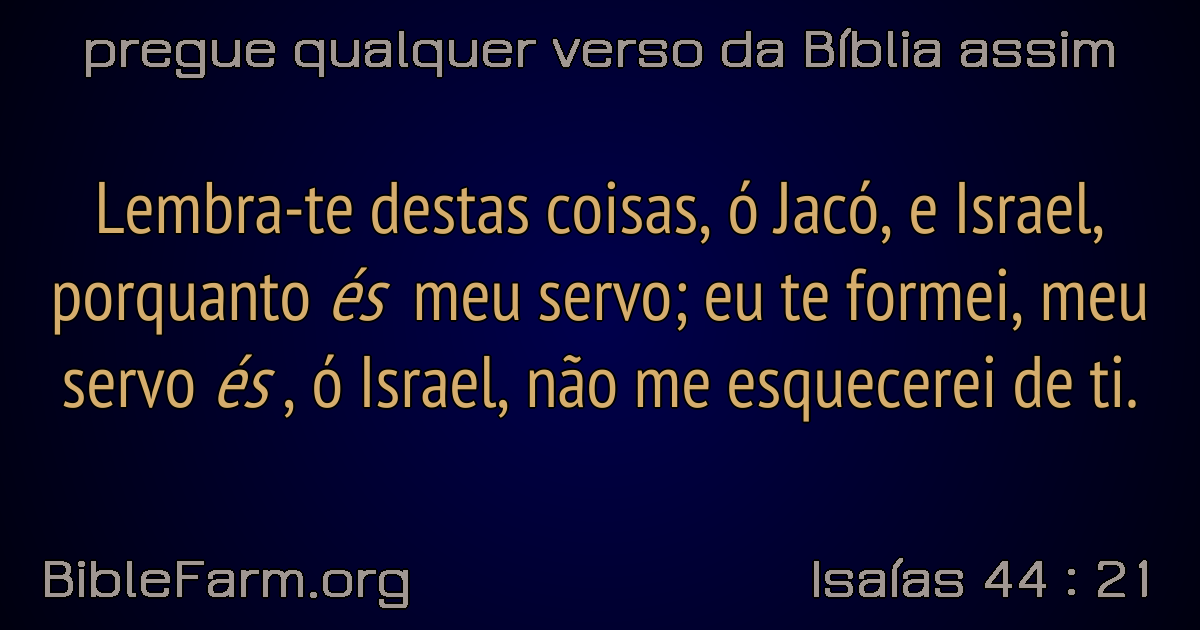 pregue qualquer verso da Bíblia assim
Lembra-te destas coisas, ó Jacó, e Israel,
porquanto és meu servo; eu te formei, meu
servo és , ó Israel, não me esquecerei de ti.
BibleFarm.org
Isaías 44 : 21